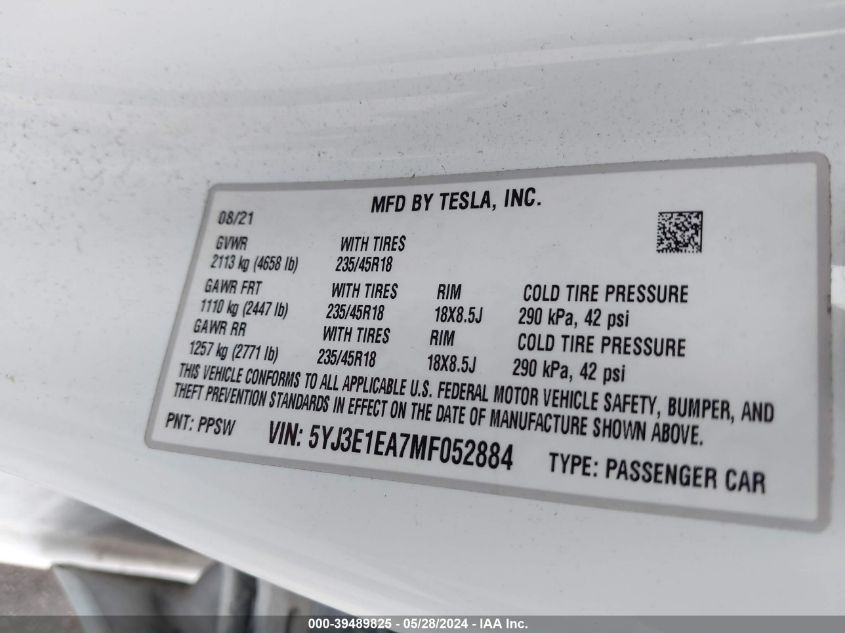 MFD BY TESLA, INC.
08/21
GVWR WITH TIRES
2113 kg (4658 lb) 235/45R18
GAWR FRT WITH TIRES RIM COLD TIRE PRESSURE
1110 kg (2447 lb) 235/45R18 18X8.5J 290 kPa, 42 psi
GAWR RR WITH TIRES RIM COLD TIRE PRESSURE
1257 kg (2771 lb) 235/45R18 18X8.5J 290 kPa, 42 psi
THIS VEHICLE CONFORMS TO ALL APPLICABLE U.S. FEDERAL MOTOR VEHICLE SAFETY, BUMPER, AND
THEFT PREVENTION STANDARDS IN EFFECT ON THE DATE OF MANUFACTURE SHOWN ABOVE.
PNT: PPSW VIN: 5YJ3E1EA7MF052884 TYPE: PASSENGER CAR
000-39489825 - 05/28/2024 - IAA Inc.